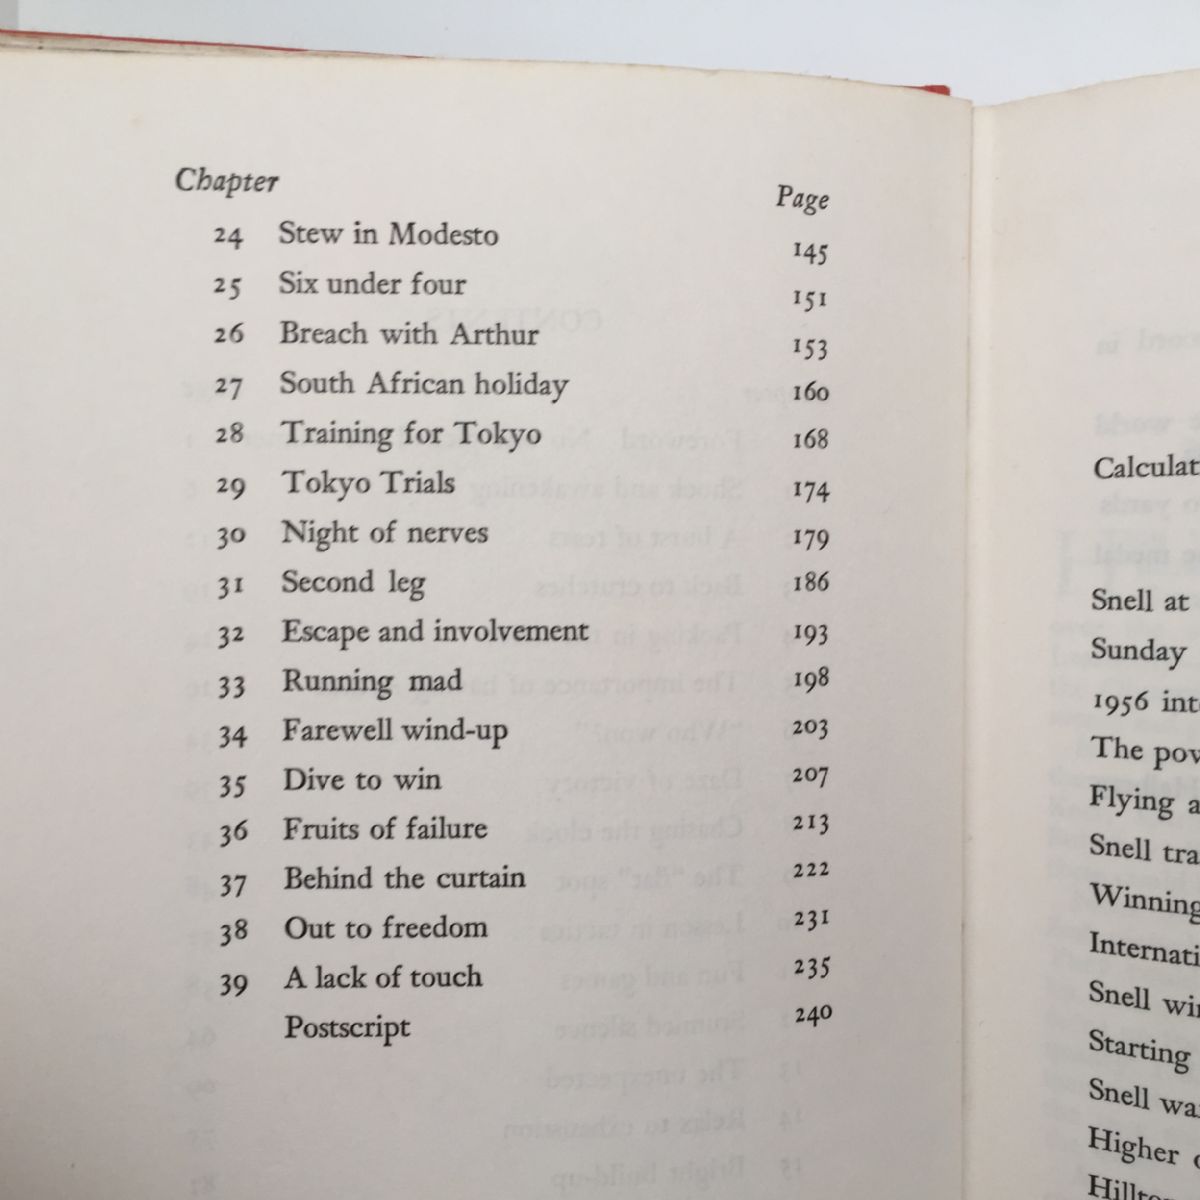 Chapter Page
24 Stew in Modesto 145
25 Six under four 151
26 Breach with Arthur 153
27 South African holiday 160
28 Training for Tokyo 168
29 Tokyo Trials 174
30 Night of nerves 179
31 Second leg 186
32 Escape and involvement 193
33 Running mad 198
34 Farewell wind-up 203
35 Dive to win 207
36 Fruits of failure 213
37 Behind the curtain 222
38 Out to freedom 231
39 A lack of touch 235
Postscript 240
Calculat
Snell at
Sunday
1956 int
The pow
Flying a
Snell tra
Winning
Internati
Snell win
Starting
Snell wa
Higher
Hillto